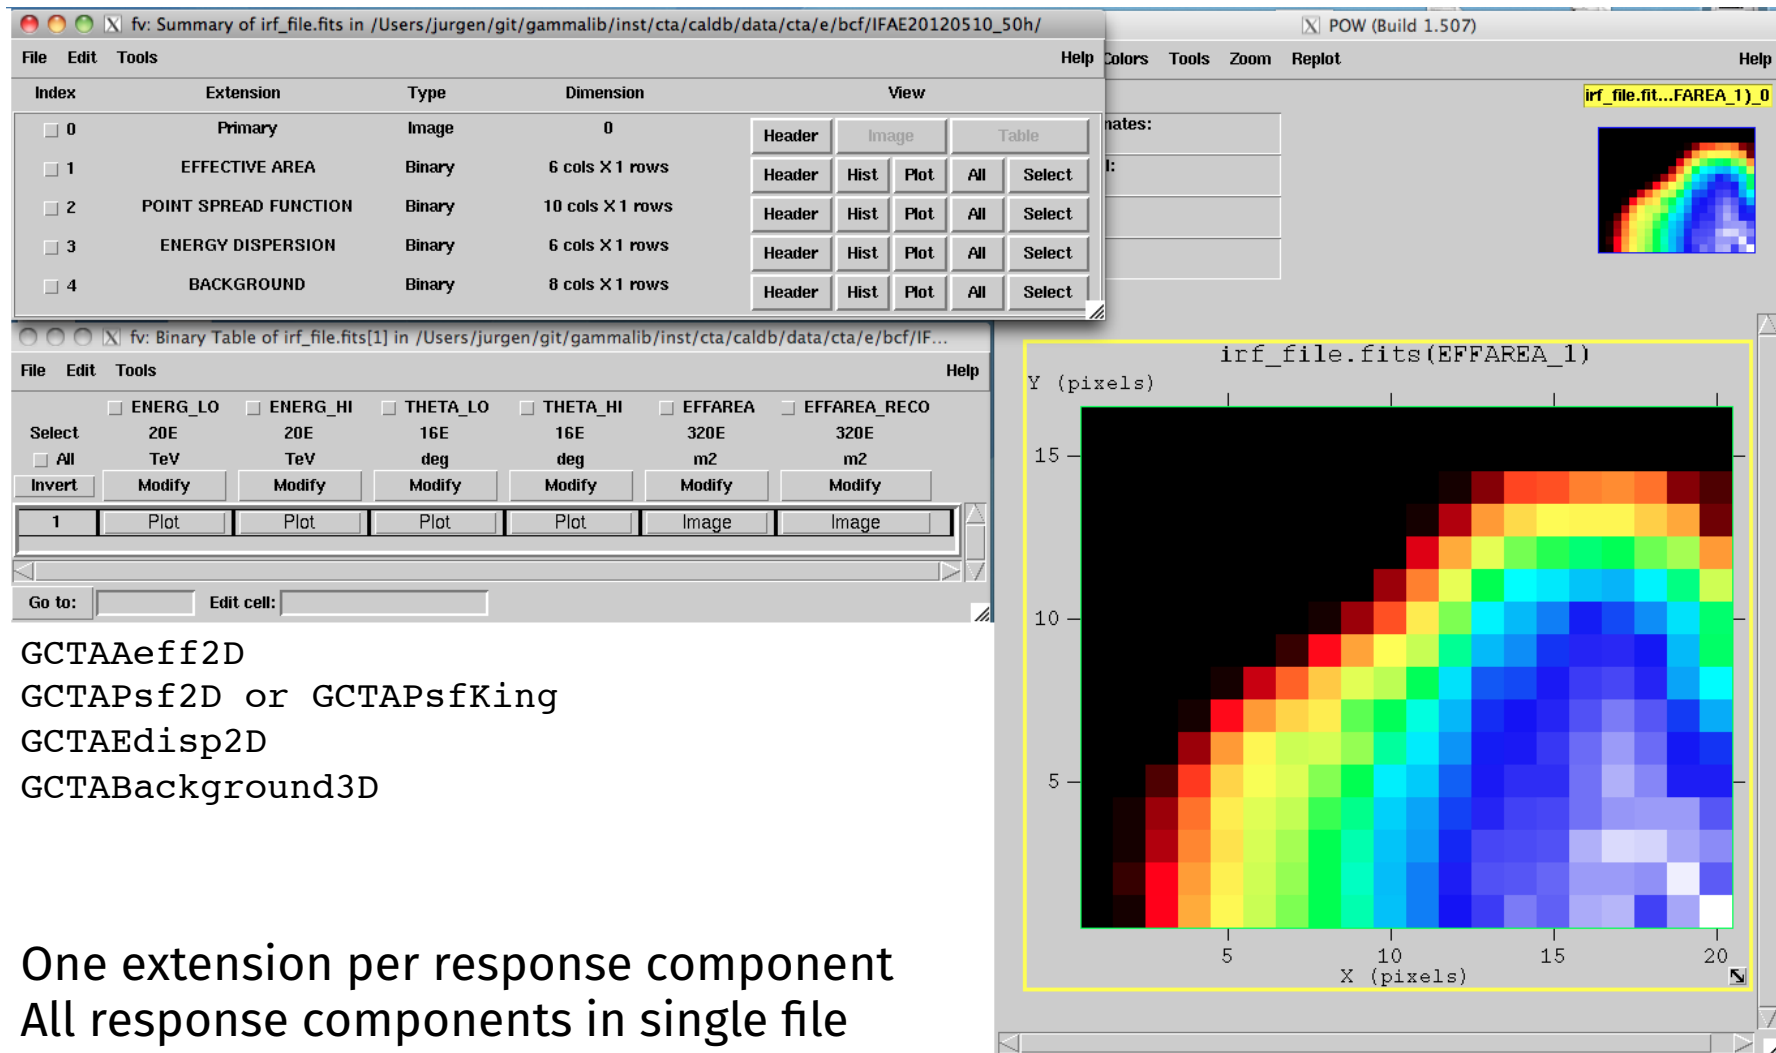 fv: Summary of irf_file.fits in /Users/jurgen/git/gammalib/inst/cta/caldb/data/cta/e/bcf/IFAE20120510_50h/
File Edit Tools Help
Index Extension Type Dimension View
0 Primary Image 0 Header Image Table
1 EFFECTIVE AREA Binary 6 cols X 1 rows Header Hist Plot All Select
2 POINT SPREAD FUNCTION Binary 10 cols X 1 rows Header Hist Plot All Select
3 ENERGY DISPERSION Binary 6 cols X 1 rows Header Hist Plot All Select
4 BACKGROUND Binary 8 cols X 1 rows Header Hist Plot All Select
POW (Build 1.507)
Colors Tools Zoom Replot Help
irf_file.fit...FAREA_1)_0
nates:
l:
fv: Binary Table of irf_file.fits[1] in /Users/jurgen/git/gammalib/inst/cta/caldb/data/cta/e/bcf/IF...
File Edit Tools Help
ENERG_LO ENERG_HI THETA_LO THETA_HI EFFAREA EFFAREA_RECO
Select 20E 20E 16E 16E 320E 320E
All TeV TeV deg deg m2 m2
Invert Modify Modify Modify Modify Modify Modify
1 Plot Plot Plot Plot Image Image
Go to: Edit cell:
irf_file.fits(EFFAREA_1)
Y (pixels)
15
10
5
5 10 15 20
X (pixels)
GCTAAeff2D
GCTAPsf2D or GCTAPsfKing
GCTAEdisp2D
GCTABackground3D
One extension per response component
All response components in single file